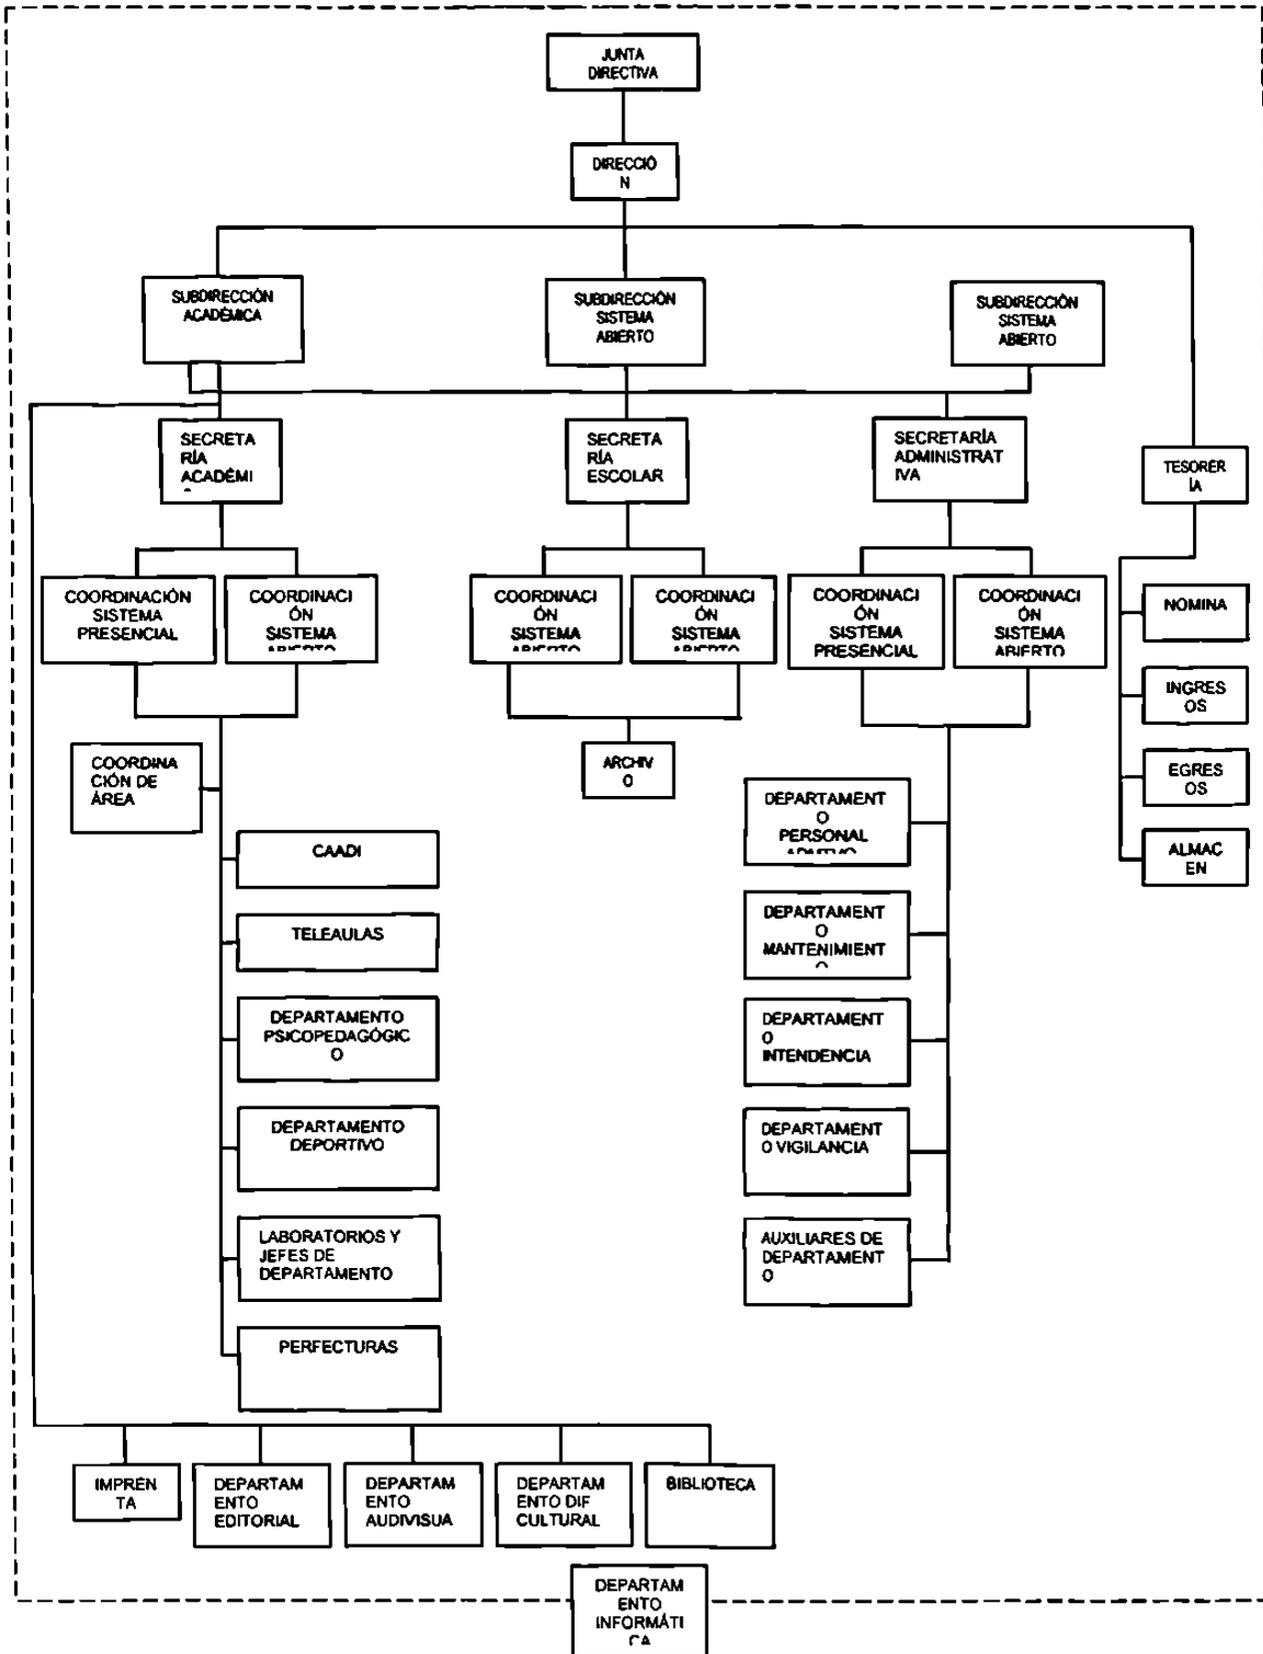 JUNTA
DIRECTIVA
DIRECCIÓ
N
SUBDIRECCIÓN
ACADÉMICA
SUBDIRECCIÓN
SISTEMA
ABIERTO
SUBDIRECCIÓN
SISTEMA
ABIERTO
SECRETA
RÍA
ACADÉMI
SECRETA
RÍA
ESCOLAR
SECRETARÍA
ADMINISTRAT
IVA
TESORER
ÍA
COORDINACIÓN
SISTEMA
PRESENCIAL
COORDINACI
ÓN
SISTEMA
ABIERTO
COORDINACI
ÓN
SISTEMA
ABIERTO
COORDINACI
ÓN
SISTEMA
ABIERTO
COORDINACI
ÓN
SISTEMA
PRESENCIAL
COORDINACI
ÓN
SISTEMA
ABIERTO
NOMINA
INGRES
OS
EGRES
OS
ALMAC
EN
COORDINA
CIÓN DE
ÁREA
ARCHIV
O
CAADI
TELEAULAS
DEPARTAMENTO
PSICOPEDAGÓGIC
O
DEPARTAMENTO
DEPORTIVO
LABORATORIOS Y
JEFES DE
DEPARTAMENTO
PERFECTURAS
DEPARTAMENT
O
PERSONAL
DEPARTAMENT
O
MANTENIMIENT
O
DEPARTAMENT
O
INTENDENCIA
DEPARTAMENT
O VIGILANCIA
AUXILIARES DE
DEPARTAMENT
O
IMPREN
TA
DEPARTAM
ENTO
EDITORIAL
DEPARTAM
ENTO
AUDIVISUA
DEPARTAM
ENTO DIF
CULTURAL
BIBLIOTECA
DEPARTAM
ENTO
INFORMÁTI
CA